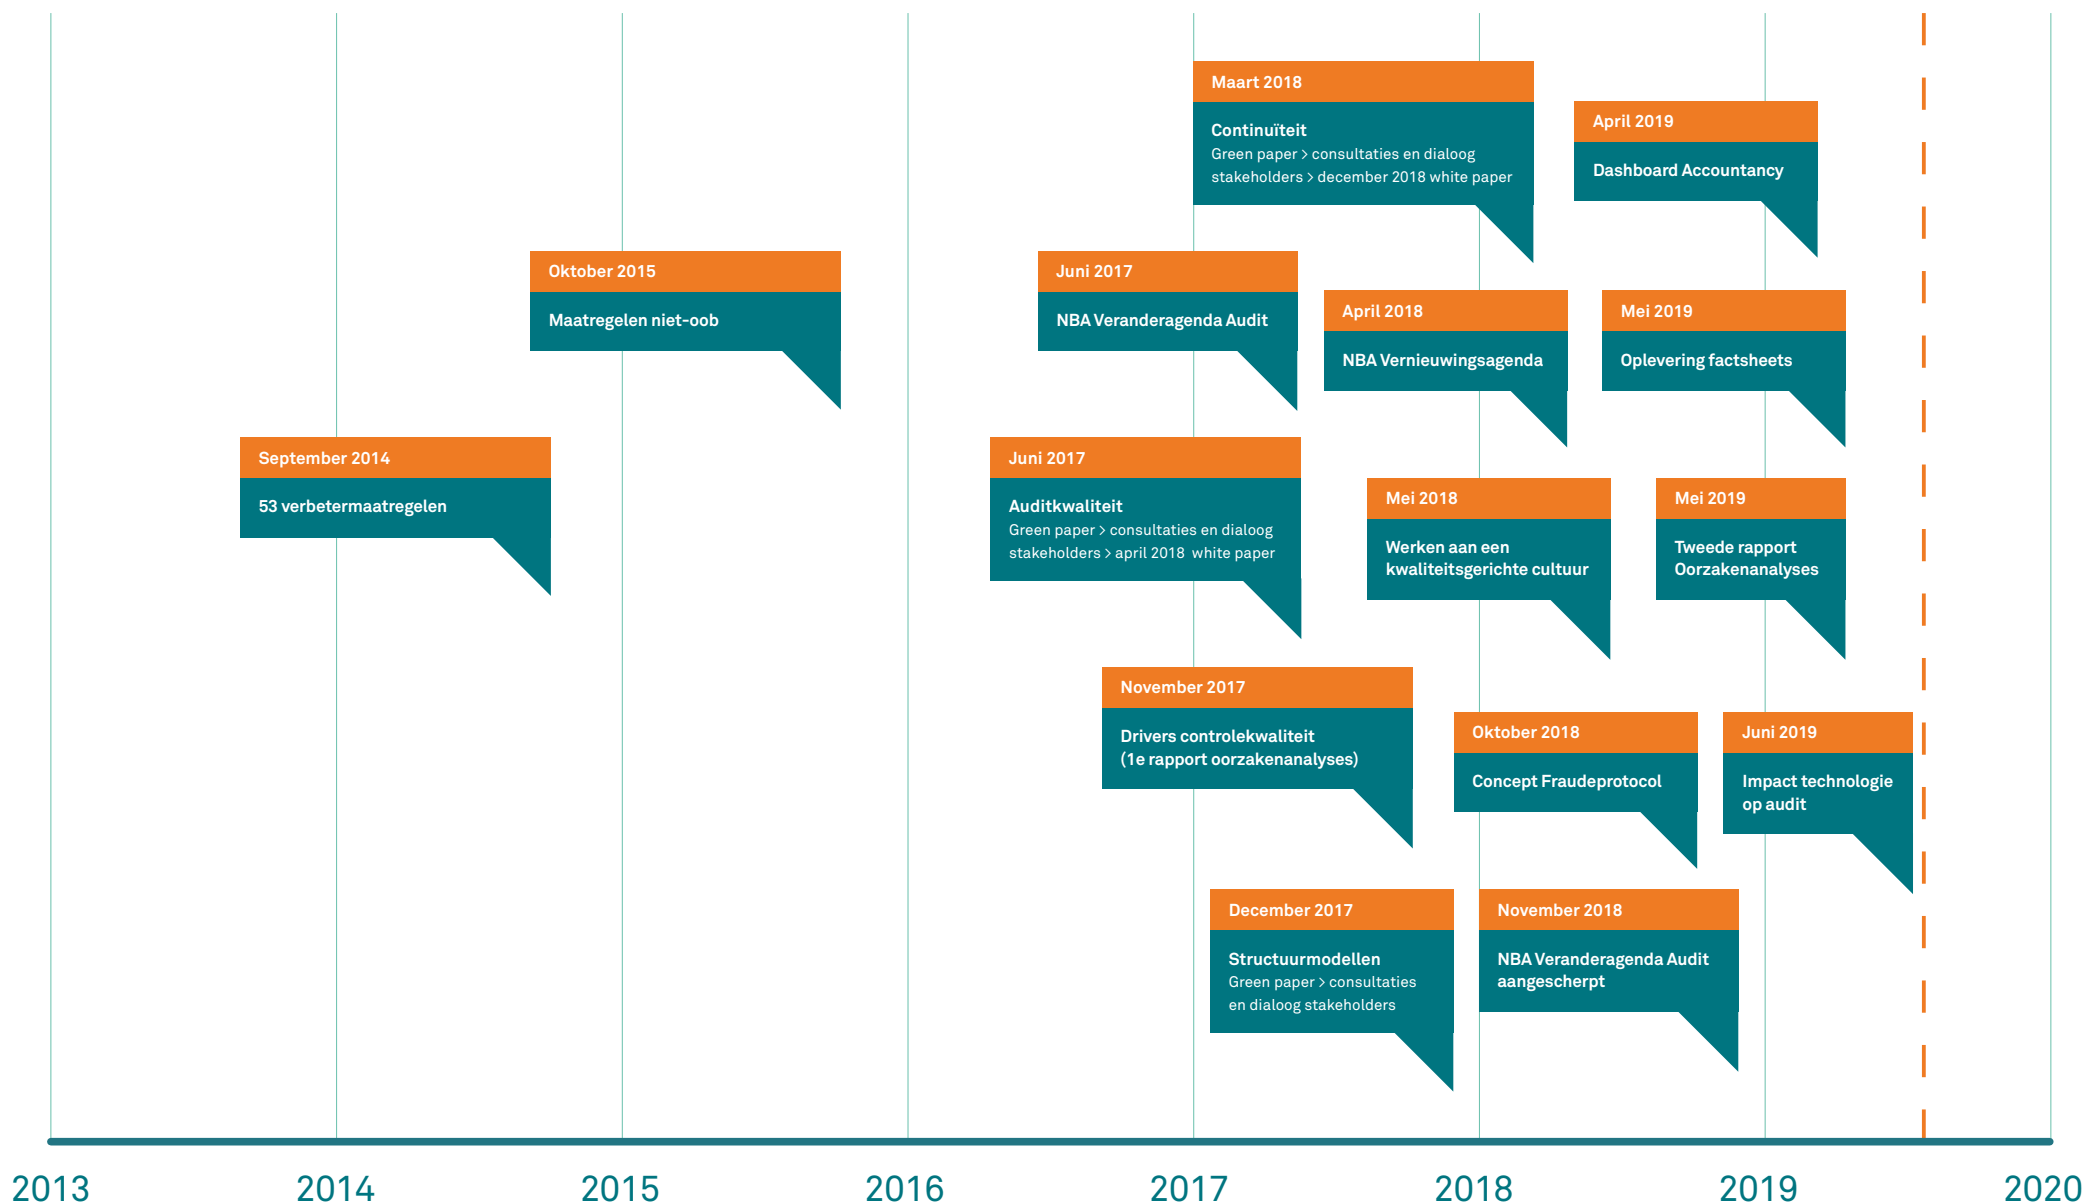 Maart 2018
Continuïteit
Green paper > consultaties en dialoog
stakeholders > december 2018 white paper
April 2019
Dashboard Accountancy
Oktober 2015
Maatregelen niet-oob
Juni 2017
NBA Veranderagenda Audit
April 2018
NBA Vernieuwingsagenda
Mei 2019
Oplevering factsheets
September 2014
53 verbetermaatregelen
Juni 2017
Auditkwaliteit
Green paper > consultaties en dialoog
stakeholders > april 2018 white paper
Mei 2018
Werken aan een
kwaliteitsgerichte cultuur
Mei 2019
Tweede rapport
Oorzakenanalyses
November 2017
Drivers controlekwaliteit
(1e rapport oorzakenanalyses)
Oktober 2018
Concept Fraudeprotocol
Juni 2019
Impact technologie
op audit
December 2017
Structuurmodellen
Green paper > consultaties
en dialoog stakeholders
November 2018
NBA Veranderagenda Audit
aangescherpt
2013 2014 2015 2016 2017 2018 2019 2020